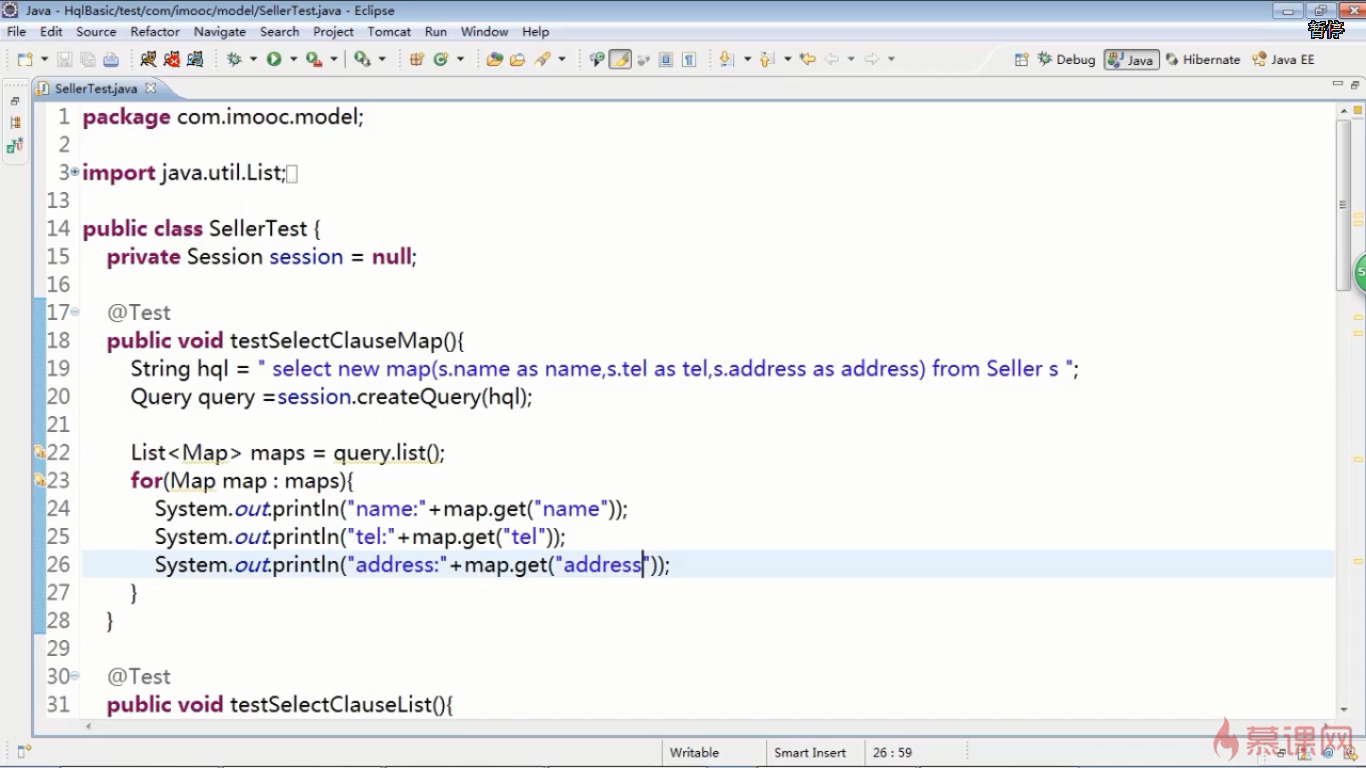 Java - HqlBasic/test/com/imooc/model/SellerTest.java - Eclipse
暂停
File Edit Source Refactor Navigate Search Project Tomcat Run Window Help
Debug Java Hibernate Java EE
SellerTest.java
1 package com.imooc.model;
2
3 import java.util.List;
13
14 public class SellerTest {
15 private Session session = null;
16
17 @Test
18 public void testSelectClauseMap(){
19 String hql = " select new map(s.name as name,s.tel as tel,s.address as address) from Seller s ";
20 Query query =session.createQuery(hql);
21
22 List<Map> maps = query.list();
23 for(Map map : maps){
24 System.out.println("name:"+map.get("name"));
25 System.out.println("tel:"+map.get("tel"));
26 System.out.println("address:"+map.get("address"));
27 }
28 }
29
30 @Test
31 public void testSelectClauseList(){
5
Writable Smart Insert 26 : 59
慕课网